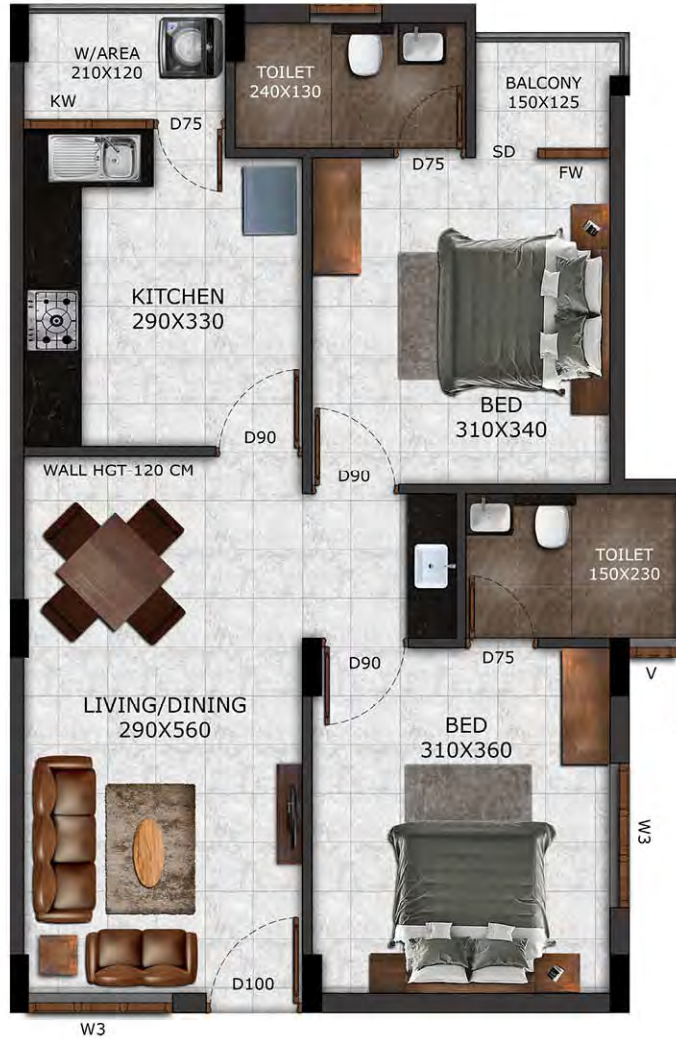 W/AREA
210X120
KW
D75
TOILET
240X130
D75
BALCONY
150X125
SD
FW
KITCHEN
290X330
D90
BED
310X340
D90
WALL HGT 120 CM
TOILET
150X230
D75
V
D90
LIVING/DINING
290X560
BED
310X360
W3
D100
W3